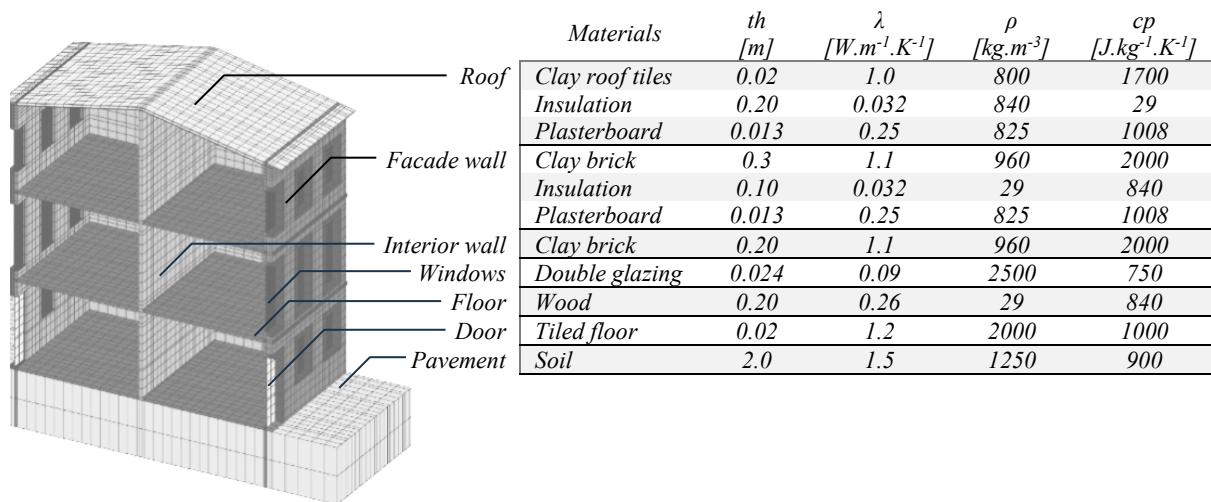 Materials th λ ρ cp
[m] [W.m⁻¹.K⁻¹] [kg.m⁻³] [J.kg⁻¹.K⁻¹]
Roof Clay roof tiles 0.02 1.0 800 1700
Insulation 0.20 0.032 840 29
Plasterboard 0.013 0.25 825 1008
Facade wall Clay brick 0.3 1.1 960 2000
Insulation 0.10 0.032 29 840
Plasterboard 0.013 0.25 825 1008
Interior wall Clay brick 0.20 1.1 960 2000
Windows Double glazing 0.024 0.09 2500 750
Floor Wood 0.20 0.26 29 840
Door Tiled floor 0.02 1.2 2000 1000
Pavement Soil 2.0 1.5 1250 900